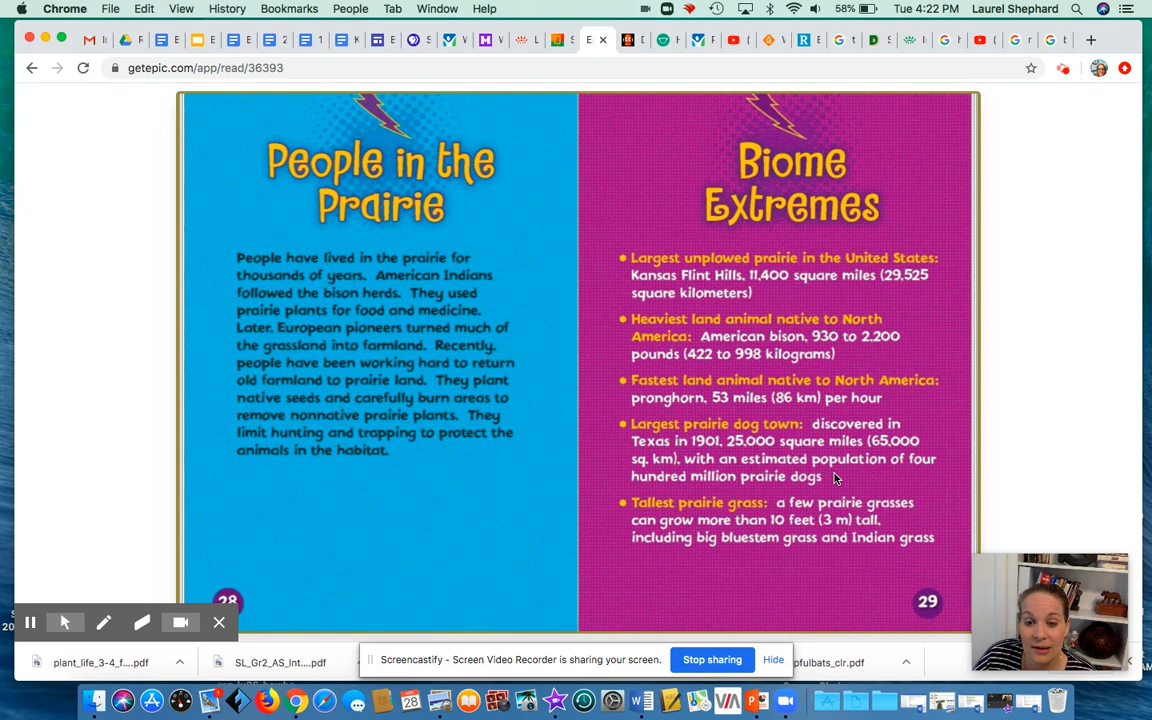 Chrome File Edit View History Bookmarks People Tab Window Help 58% Tue 4:22 PM Laurel Shephard
getepic.com/app/read/36393
People in the
Prairie
People have lived in the prairie for
thousands of years. American Indians
followed the bison herds. They used
prairie plants for food and medicine.
Later, European pioneers turned much of
the grassland into farmland. Recently,
people have been working hard to return
old farmland to prairie land. They plant
native seeds and carefully burn areas to
remove nonnative prairie plants. They
limit hunting and trapping to protect the
animals in the habitat.
28
Biome
Extremes
• Largest unplowed prairie in the United States:
Kansas Flint Hills, 11,400 square miles (29,525
square kilometers)
• Heaviest land animal native to North
America: American bison, 930 to 2,200
pounds (422 to 998 kilograms)
• Fastest land animal native to North America:
pronghorn, 53 miles (86 km) per hour
• Largest prairie dog town: discovered in
Texas in 1901, 25,000 square miles (65,000
sq. km), with an estimated population of four
hundred million prairie dogs
• Tallest prairie grass: a few prairie grasses
can grow more than 10 feet (3 m) tall,
including big bluestem grass and Indian grass
29
plant_life_3-4_f....pdf SL_Gr2_AS_Int....pdf Screencastify - Screen Video Recorder is sharing your screen. Stop sharing Hide pfulbats_clr.pdf